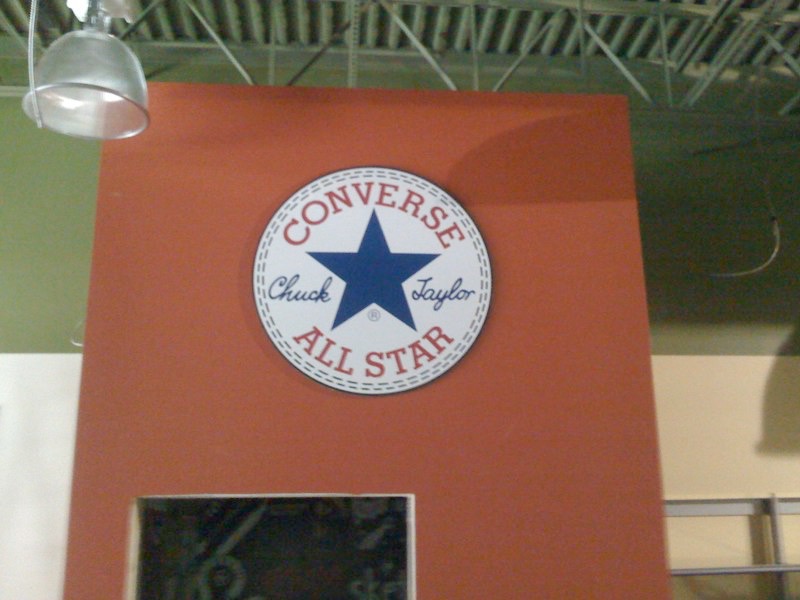 CONVERSE
Chuck Taylor
®
ALL STAR